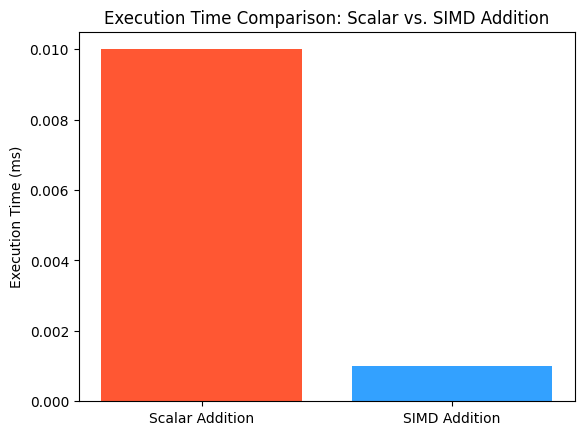 Execution Time Comparison: Scalar vs. SIMD Addition
Execution Time (ms)
0.010
0.008
0.006
0.004
0.002
0.000
Scalar Addition
SIMD Addition